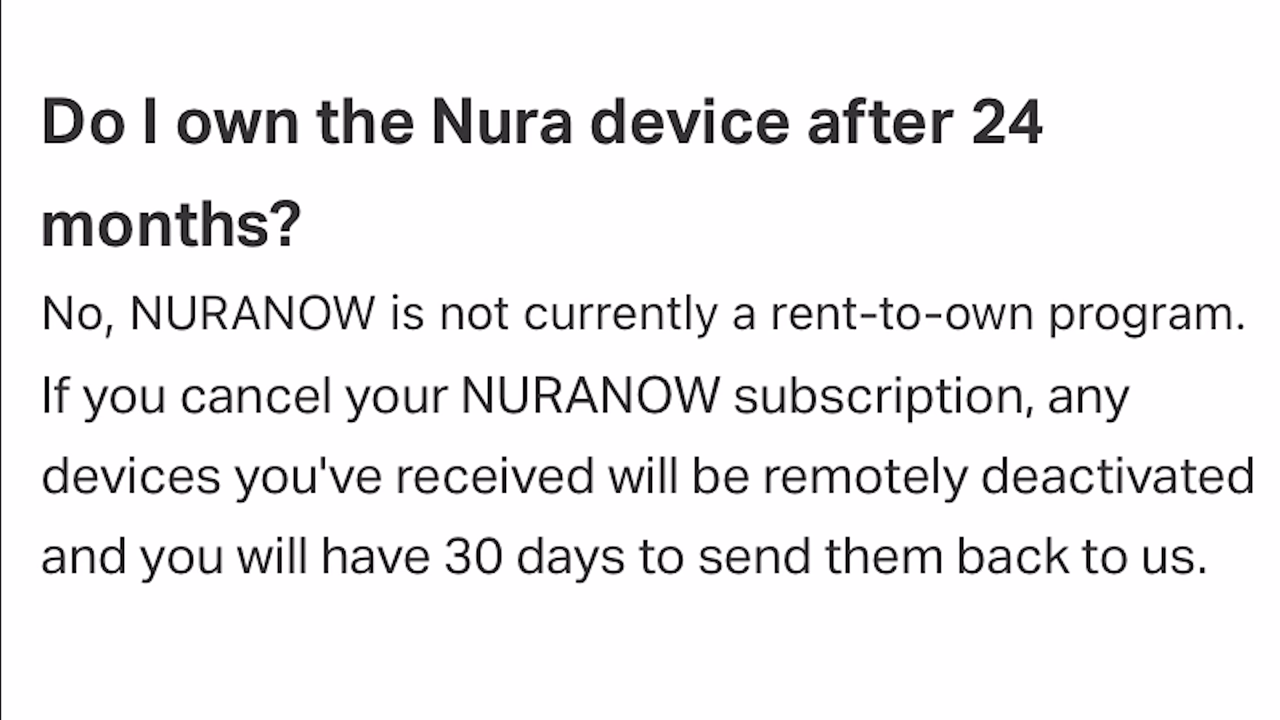 Do I own the Nura device after 24
months?
No, NURANOW is not currently a rent-to-own program.
If you cancel your NURANOW subscription, any
devices you've received will be remotely deactivated
and you will have 30 days to send them back to us.